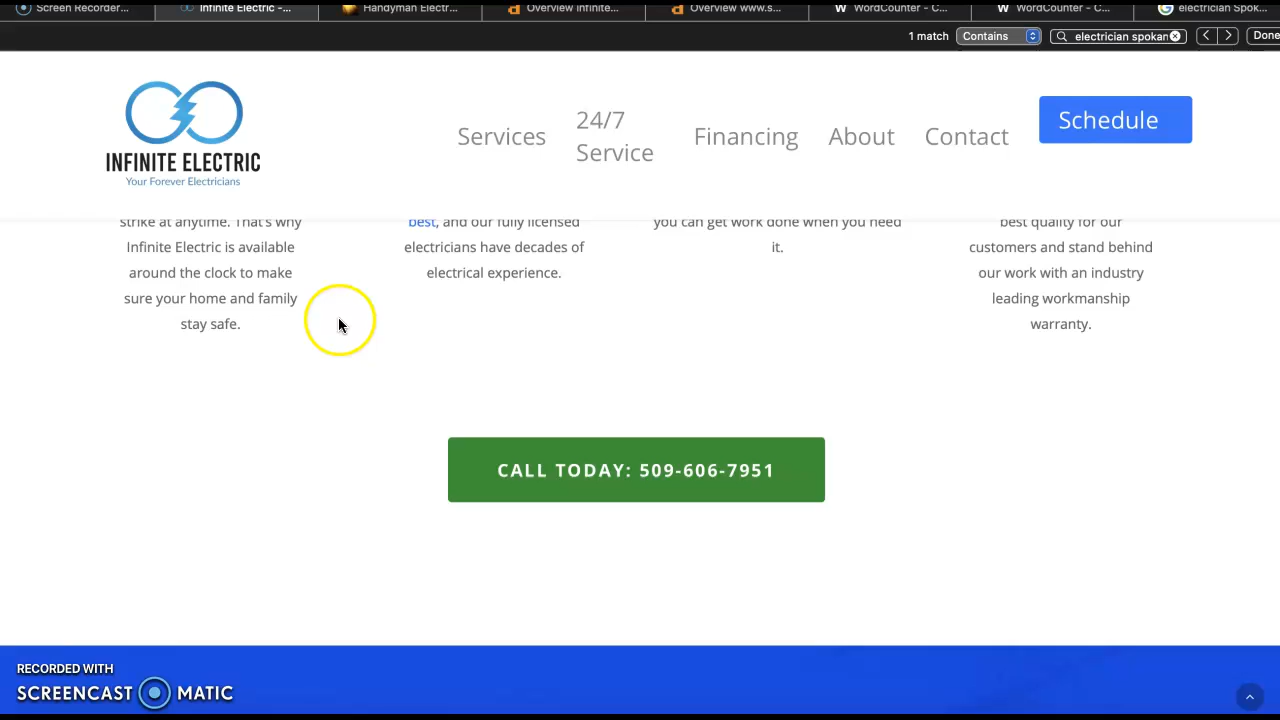 Screen Recorder...
Infinite Electric -...
Handyman Electr...
Overview infinite...
Overview www.s...
WordCounter - C...
WordCounter - C...
electrician Spok...
1 match
Contains
electrician spokan
Done
INFINITE ELECTRIC
Your Forever Electricians
Services
24/7
Service
Financing
About
Contact
Schedule
strike at anytime. That's why
Infinite Electric is available
around the clock to make
sure your home and family
stay safe.
best, and our fully licensed
electricians have decades of
electrical experience.
you can get work done when you need
it.
best quality for our
customers and stand behind
our work with an industry
leading workmanship
warranty.
CALL TODAY: 509-606-7951
RECORDED WITH
SCREENCAST MATIC